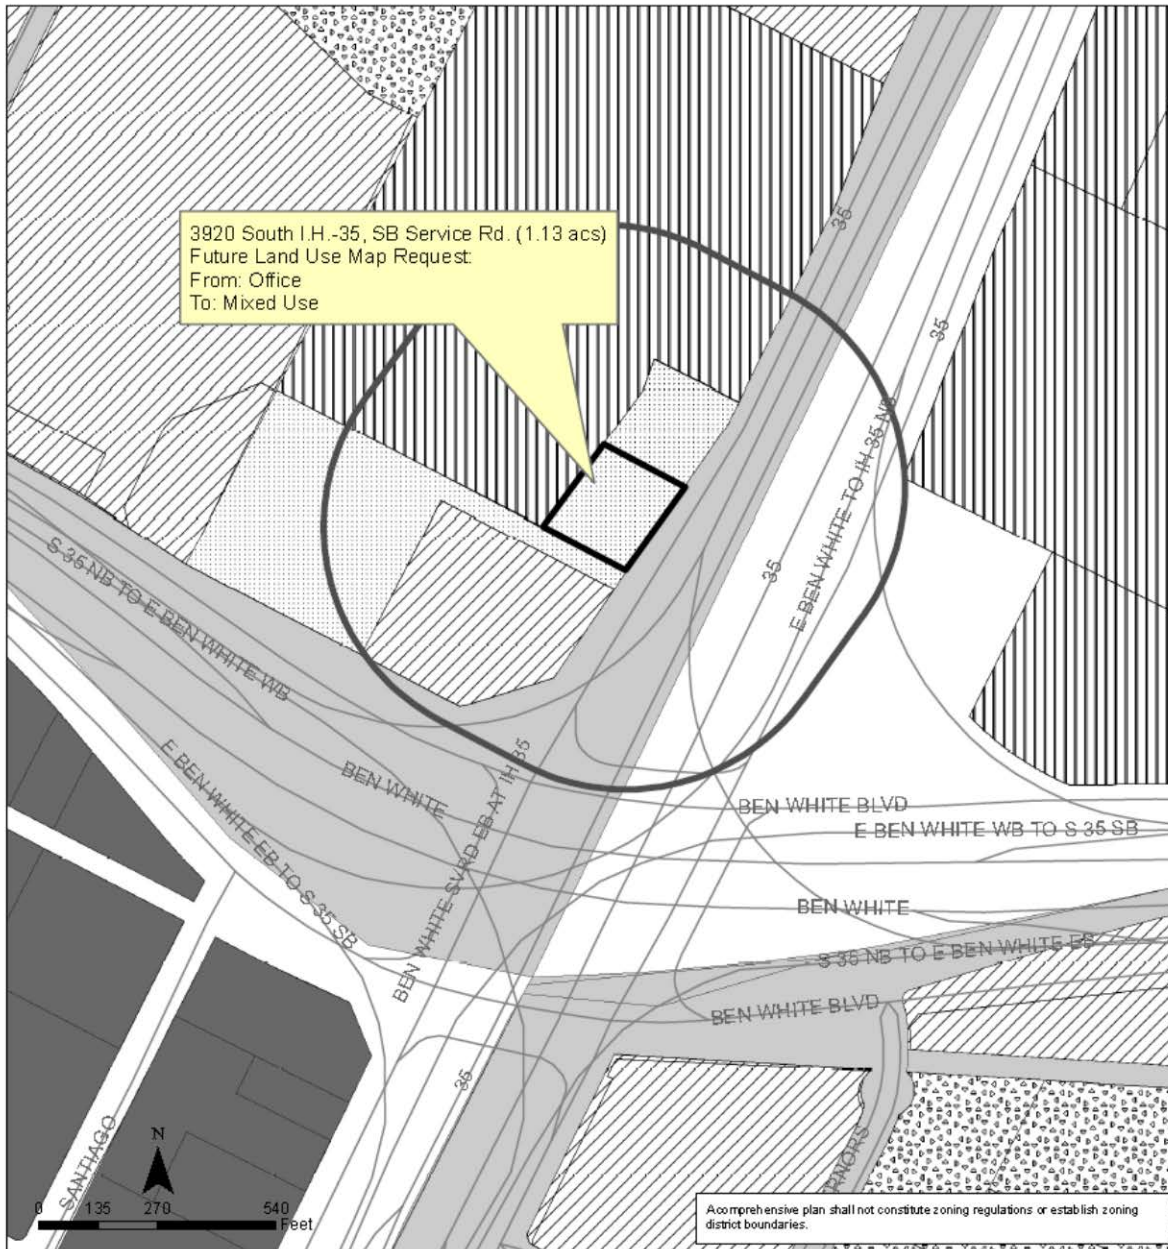 35
3920 South I.H.-35, SB Service Rd. (1.13 acs)
Future Land Use Map Request:
From: Office
To: Mixed Use
35
E BEN WHITE TO IH 35 NB
35
S 35 NB TO E BEN WHITE WB
E BEN WHITE EB TO S 35 SB
BEN WHITE
BEN WHITE SVRD EB AT IH 35
BEN WHITE BLVD
E BEN WHITE WB TO S 35 SB
BEN WHITE
S 35 NB TO E BEN WHITE EB
BEN WHITE BLVD
35
SANTIAGO
RNORS
N
0 135 270 540
Feet
Acomprehensive plan shall not constitute zoning regulations or establish zoning
district boundaries.